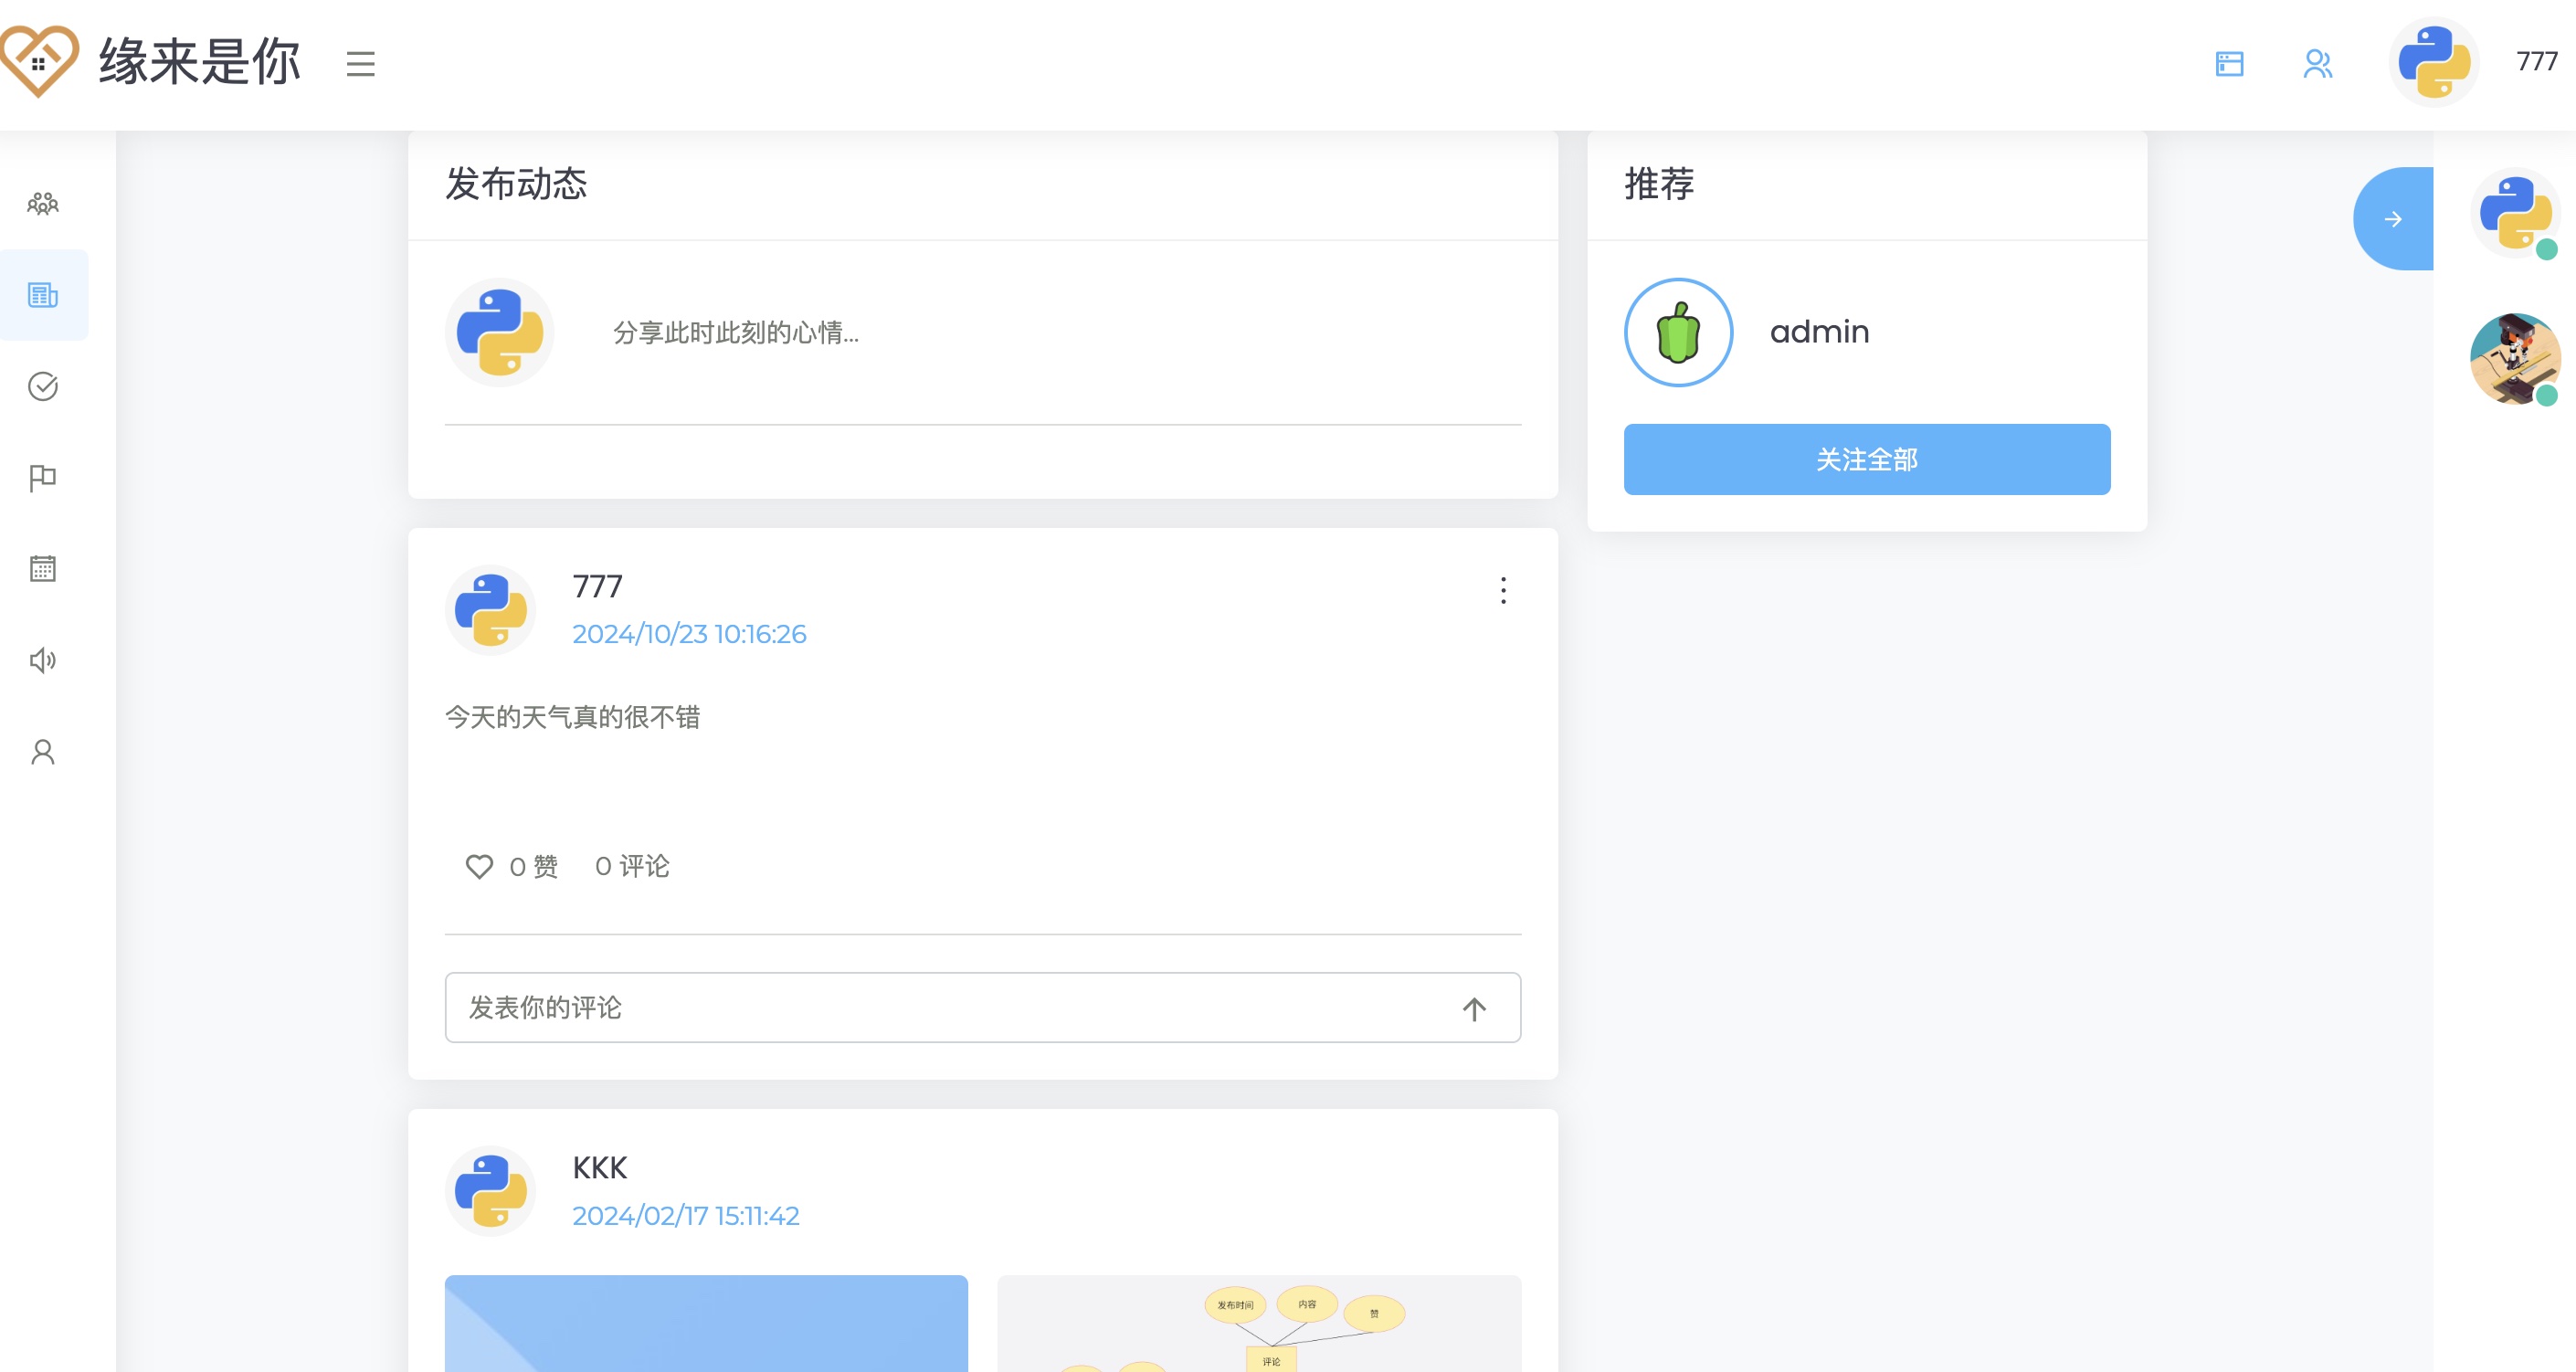 缘来是你
777
发布动态
分享此时此刻的心情...
推荐
admin
关注全部
777
2024/10/23 10:16:26
今天的天气真的很不错
0 赞 0 评论
发表你的评论
KKK
2024/02/17 15:11:42
发布时间
内容
赞
评论